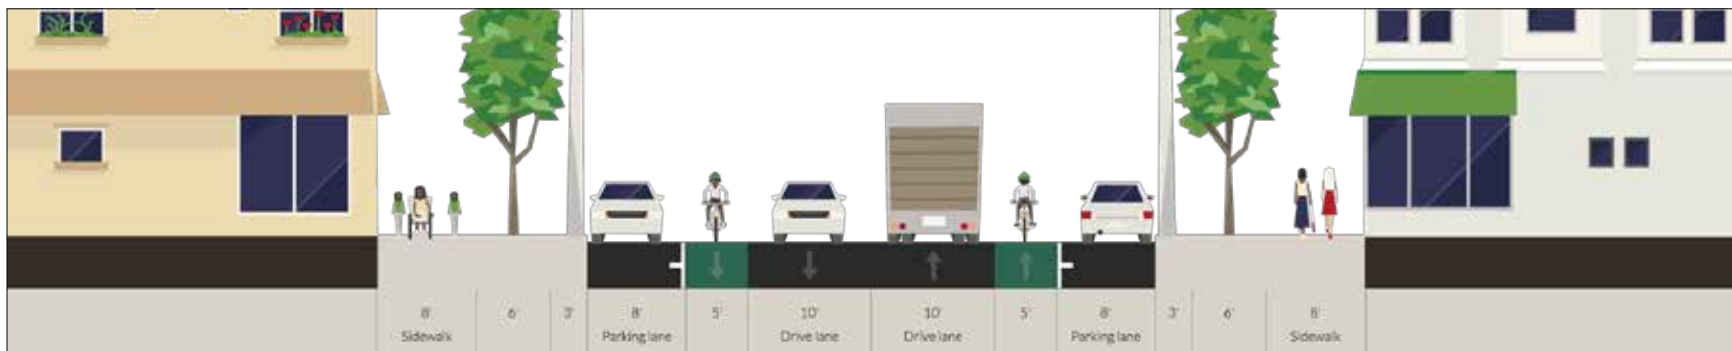 8' 6' 3' 8' 5' 10' 10' 5' 8' 3' 6' 8'
Sidewalk Parking lane Drive lane Drive lane Parking lane Sidewalk